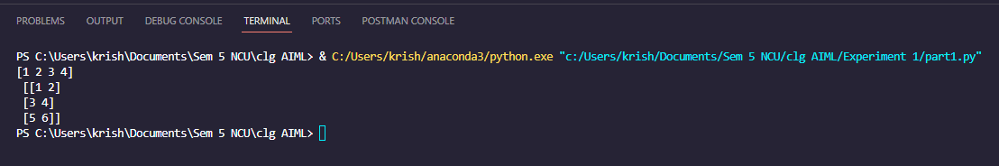 PROBLEMS OUTPUT DEBUG CONSOLE TERMINAL PORTS POSTMAN CONSOLE
PS C:\Users\krish\Documents\Sem 5 NCU\clg AIML> & C:/Users/krish/anaconda3/python.exe "c:/Users/krish/Documents/Sem 5 NCU/clg AIML/Experiment 1/part1.py"
[1 2 3 4]
 [[1 2]
 [3 4]
 [5 6]]
PS C:\Users\krish\Documents\Sem 5 NCU\clg AIML>